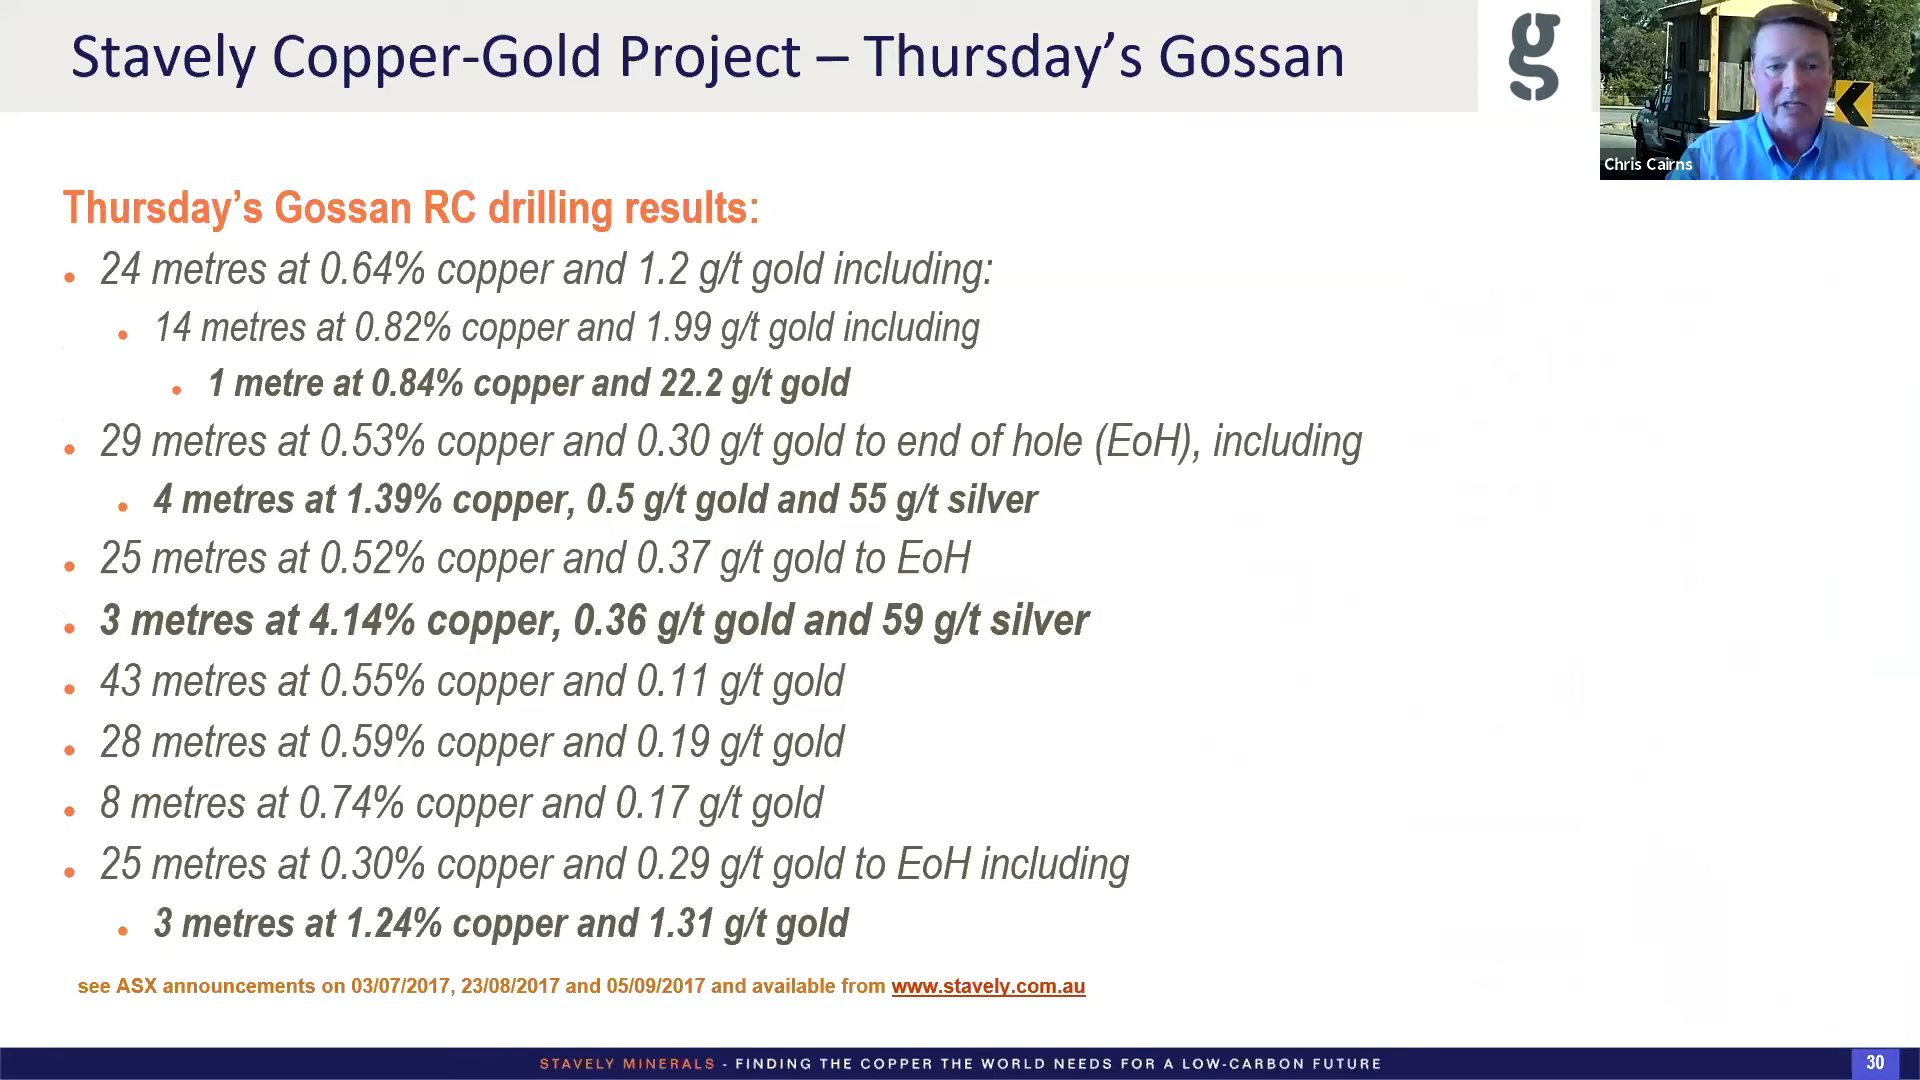 Stavely Copper-Gold Project – Thursday’s Gossan
g
Chris Cairns
Thursday’s Gossan RC drilling results:
• 24 metres at 0.64% copper and 1.2 g/t gold including:
• 14 metres at 0.82% copper and 1.99 g/t gold including
• 1 metre at 0.84% copper and 22.2 g/t gold
• 29 metres at 0.53% copper and 0.30 g/t gold to end of hole (EoH), including
• 4 metres at 1.39% copper, 0.5 g/t gold and 55 g/t silver
• 25 metres at 0.52% copper and 0.37 g/t gold to EoH
• 3 metres at 4.14% copper, 0.36 g/t gold and 59 g/t silver
• 43 metres at 0.55% copper and 0.11 g/t gold
• 28 metres at 0.59% copper and 0.19 g/t gold
• 8 metres at 0.74% copper and 0.17 g/t gold
• 25 metres at 0.30% copper and 0.29 g/t gold to EoH including
• 3 metres at 1.24% copper and 1.31 g/t gold
see ASX announcements on 03/07/2017, 23/08/2017 and 05/09/2017 and available from www.stavely.com.au
STAVELY MINERALS - FINDING THE COPPER THE WORLD NEEDS FOR A LOW-CARBON FUTURE
30